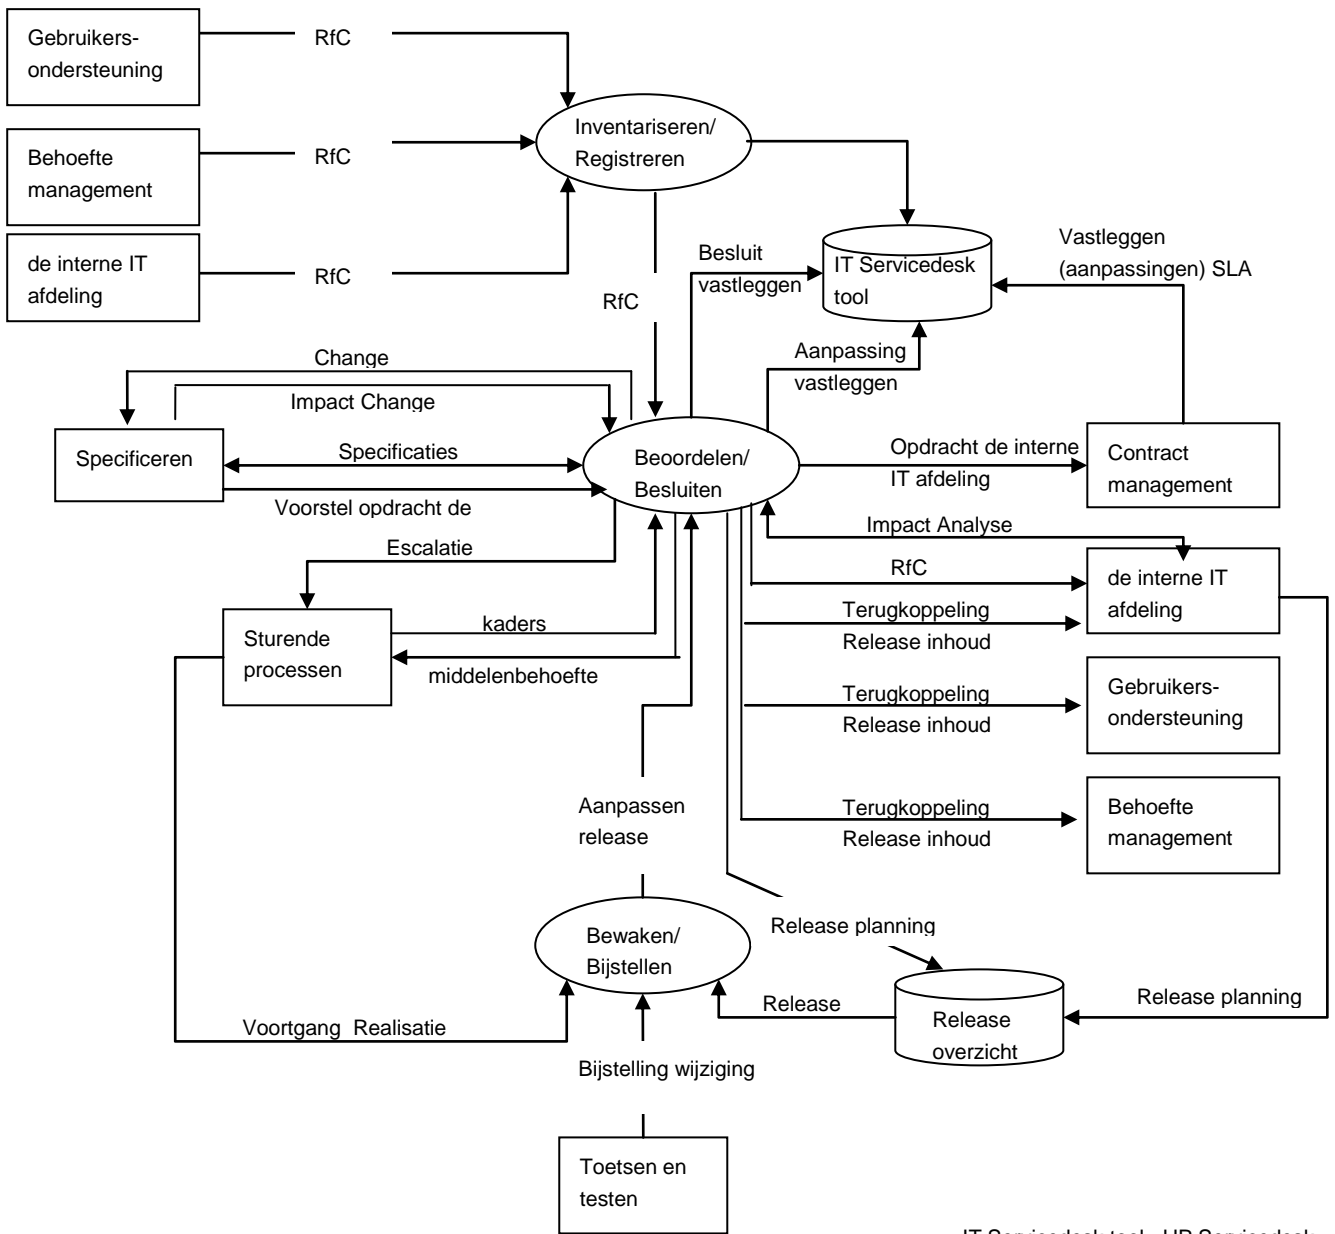 Gebruikers-
ondersteuning
RfC
Behoefte
management
RfC
de interne IT
afdeling
RfC
Inventariseren/
Registreren
RfC
Besluit
vastleggen
IT Servicedesk
tool
Vastleggen
(aanpassingen) SLA
Aanpassing
vastleggen
Change
Impact Change
Specificeren
Specificaties
Voorstel opdracht de
Beoordelen/
Besluiten
Opdracht de interne
IT afdeling
Contract
management
Impact Analyse
RfC
de interne IT
afdeling
Terugkoppeling
Release inhoud
Escalatie
Sturende
processen
kaders
middelenbehoefte
Terugkoppeling
Release inhoud
Gebruikers-
ondersteuning
Aanpassen
release
Terugkoppeling
Release inhoud
Behoefte
management
Bewaken/
Bijstellen
Release planning
Release
Release
overzicht
Release planning
Voortgang Realisatie
Bijstelling wijziging
Toetsen en
testen